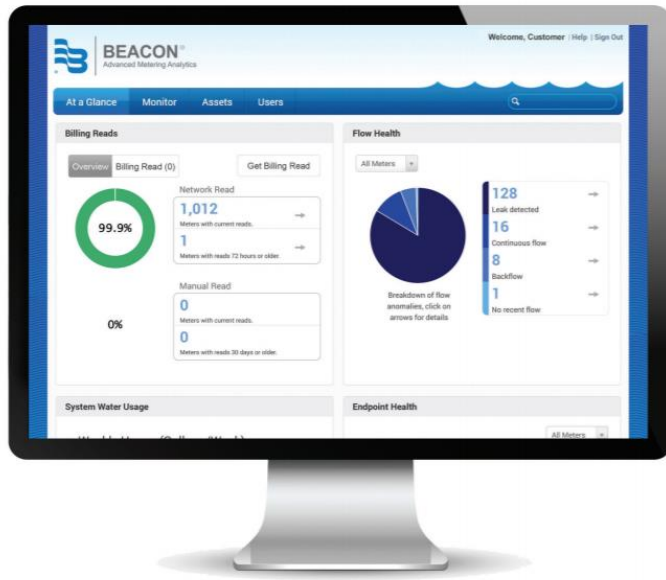 Welcome, Customer | Help | Sign Out
BEACON®
Advanced Metering Analytics
At a Glance Monitor Assets Users
Billing Reads
Overview Billing Read (0) Get Billing Read
99.9%
Network Read
1,012
Meters with current reads.
1
Meters with reads 72 hours or older.
0%
Manual Read
0
Meters with current reads.
0
Meters with reads 30 days or older.
Flow Health
All Meters
Breakdown of flow
anomalies, click on
arrows for details
128
Leak detected
16
Continuous flow
8
Backflow
1
No recent flow
System Water Usage
Endpoint Health
All Meters